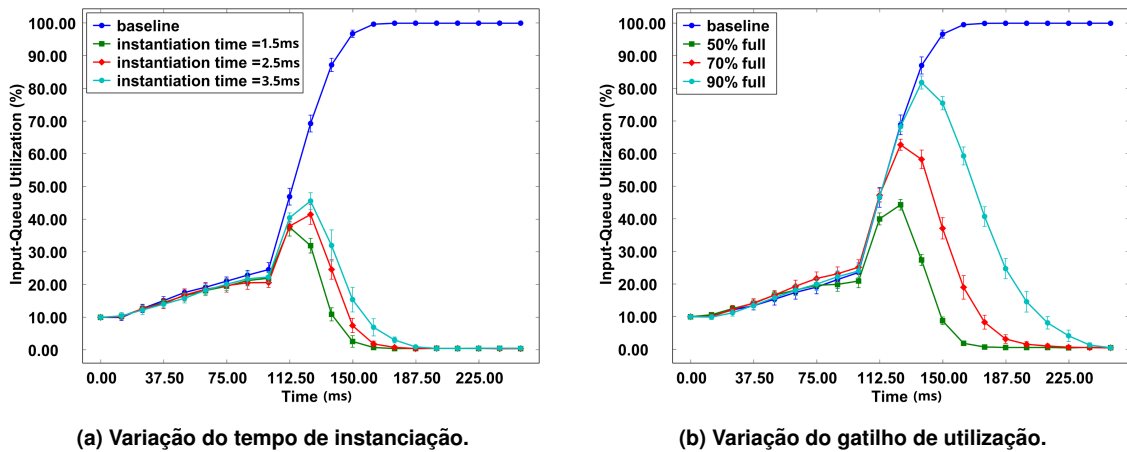 baseline
instantiation time =1.5ms
instantiation time =2.5ms
instantiation time =3.5ms
Input-Queue Utilization (%)
100.00
90.00
80.00
70.00
60.00
50.00
40.00
30.00
20.00
10.00
0.00
0.00 37.50 75.00 112.50 150.00 187.50 225.00
Time (ms)
(a) Variação do tempo de instanciação.
baseline
50% full
70% full
90% full
Input-Queue Utilization (%)
100.00
90.00
80.00
70.00
60.00
50.00
40.00
30.00
20.00
10.00
0.00
0.00 37.50 75.00 112.50 150.00 187.50 225.00
Time (ms)
(b) Variação do gatilho de utilização.